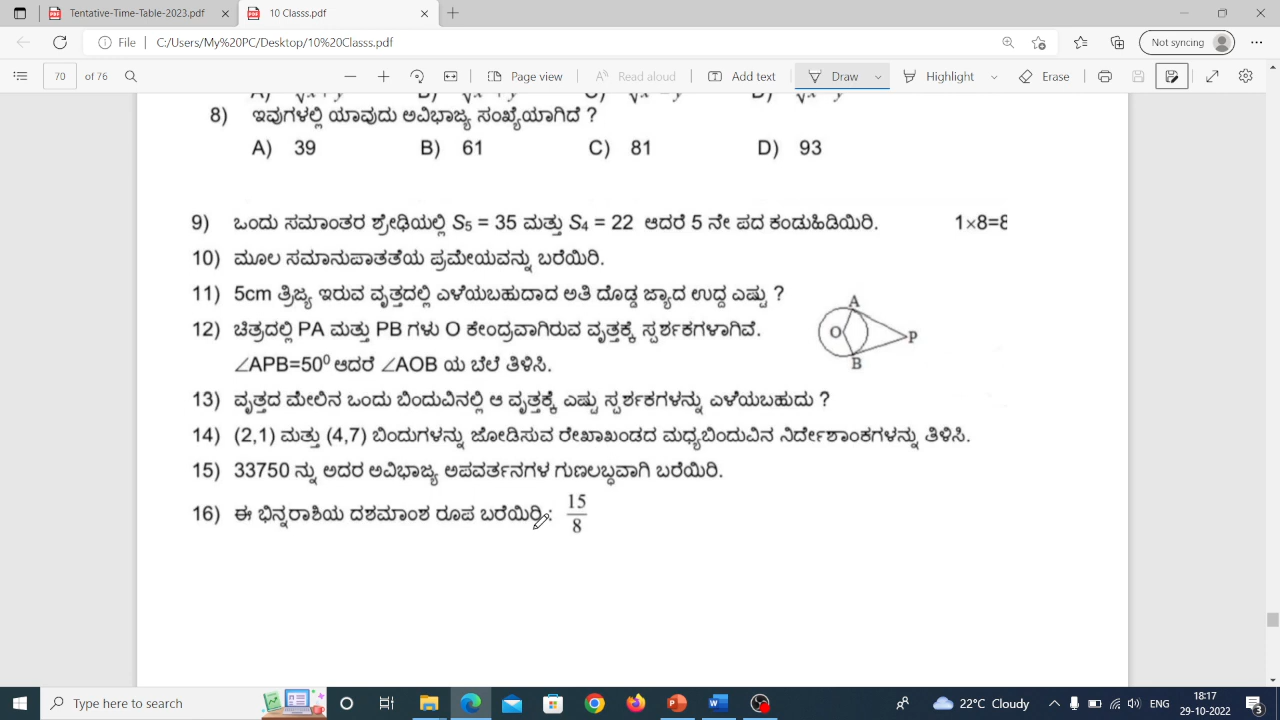 Tentative-Time-Table-2023.pdf
10 Classs.pdf
File C:/Users/My%20PC/Desktop/10%20Classs.pdf Not syncing
70 of 76 Page view Read aloud Add text Draw Highlight Erase
8) ಇವುಗಳಲ್ಲಿ ಯಾವುದು ಅವಿಭಾಜ್ಯ ಸಂಖ್ಯೆಯಾಗಿದೆ ?
A) 39 B) 61 C) 81 D) 93
9) ಒಂದು ಸಮಾಂತರ ಶ್ರೇಢಿಯಲ್ಲಿ S5 = 35 ಮತ್ತು S4 = 22 ಆದರೆ 5 ನೇ ಪದ ಕಂಡುಹಿಡಿಯಿರಿ. 1×8=8
10) ಮೂಲ ಸಮಾನುಪಾತತೆಯ ಪ್ರಮೇಯವನ್ನು ಬರೆಯಿರಿ.
11) 5cm ತ್ರಿಜ್ಯ ಇರುವ ವೃತ್ತದಲ್ಲಿ ಎಳೆಯಬಹುದಾದ ಅತಿ ದೊಡ್ಡ ಜ್ಯಾದ ಉದ್ದ ಎಷ್ಟು ?
12) ಚಿತ್ರದಲ್ಲಿ PA ಮತ್ತು PB ಗಳು O ಕೇಂದ್ರವಾಗಿರುವ ವೃತ್ತಕ್ಕೆ ಸ್ಪರ್ಶಕಗಳಾಗಿವೆ.
∠APB=50⁰ ಆದರೆ ∠AOB ಯ ಬೆಲೆ ತಿಳಿಸಿ.
A
O
P
B
13) ವೃತ್ತದ ಮೇಲಿನ ಒಂದು ಬಿಂದುವಿನಲ್ಲಿ ಆ ವೃತ್ತಕ್ಕೆ ಎಷ್ಟು ಸ್ಪರ್ಶಕಗಳನ್ನು ಎಳೆಯಬಹುದು ?
14) (2,1) ಮತ್ತು (4,7) ಬಿಂದುಗಳನ್ನು ಜೋಡಿಸುವ ರೇಖಾಖಂಡದ ಮಧ್ಯಬಿಂದುವಿನ ನಿರ್ದೇಶಾಂಕಗಳನ್ನು ತಿಳಿಸಿ.
15) 33750 ನ್ನು ಅದರ ಅವಿಭಾಜ್ಯ ಅಪವರ್ತನಗಳ ಗುಣಲಬ್ಧವಾಗಿ ಬರೆಯಿರಿ.
16) ಈ ಭಿನ್ನರಾಶಿಯ ದಶಮಾಂಶ ರೂಪ ಬರೆಯಿರಿ : 15/8
Type here to search 22°C Cloudy ENG 18:17
29-10-2022